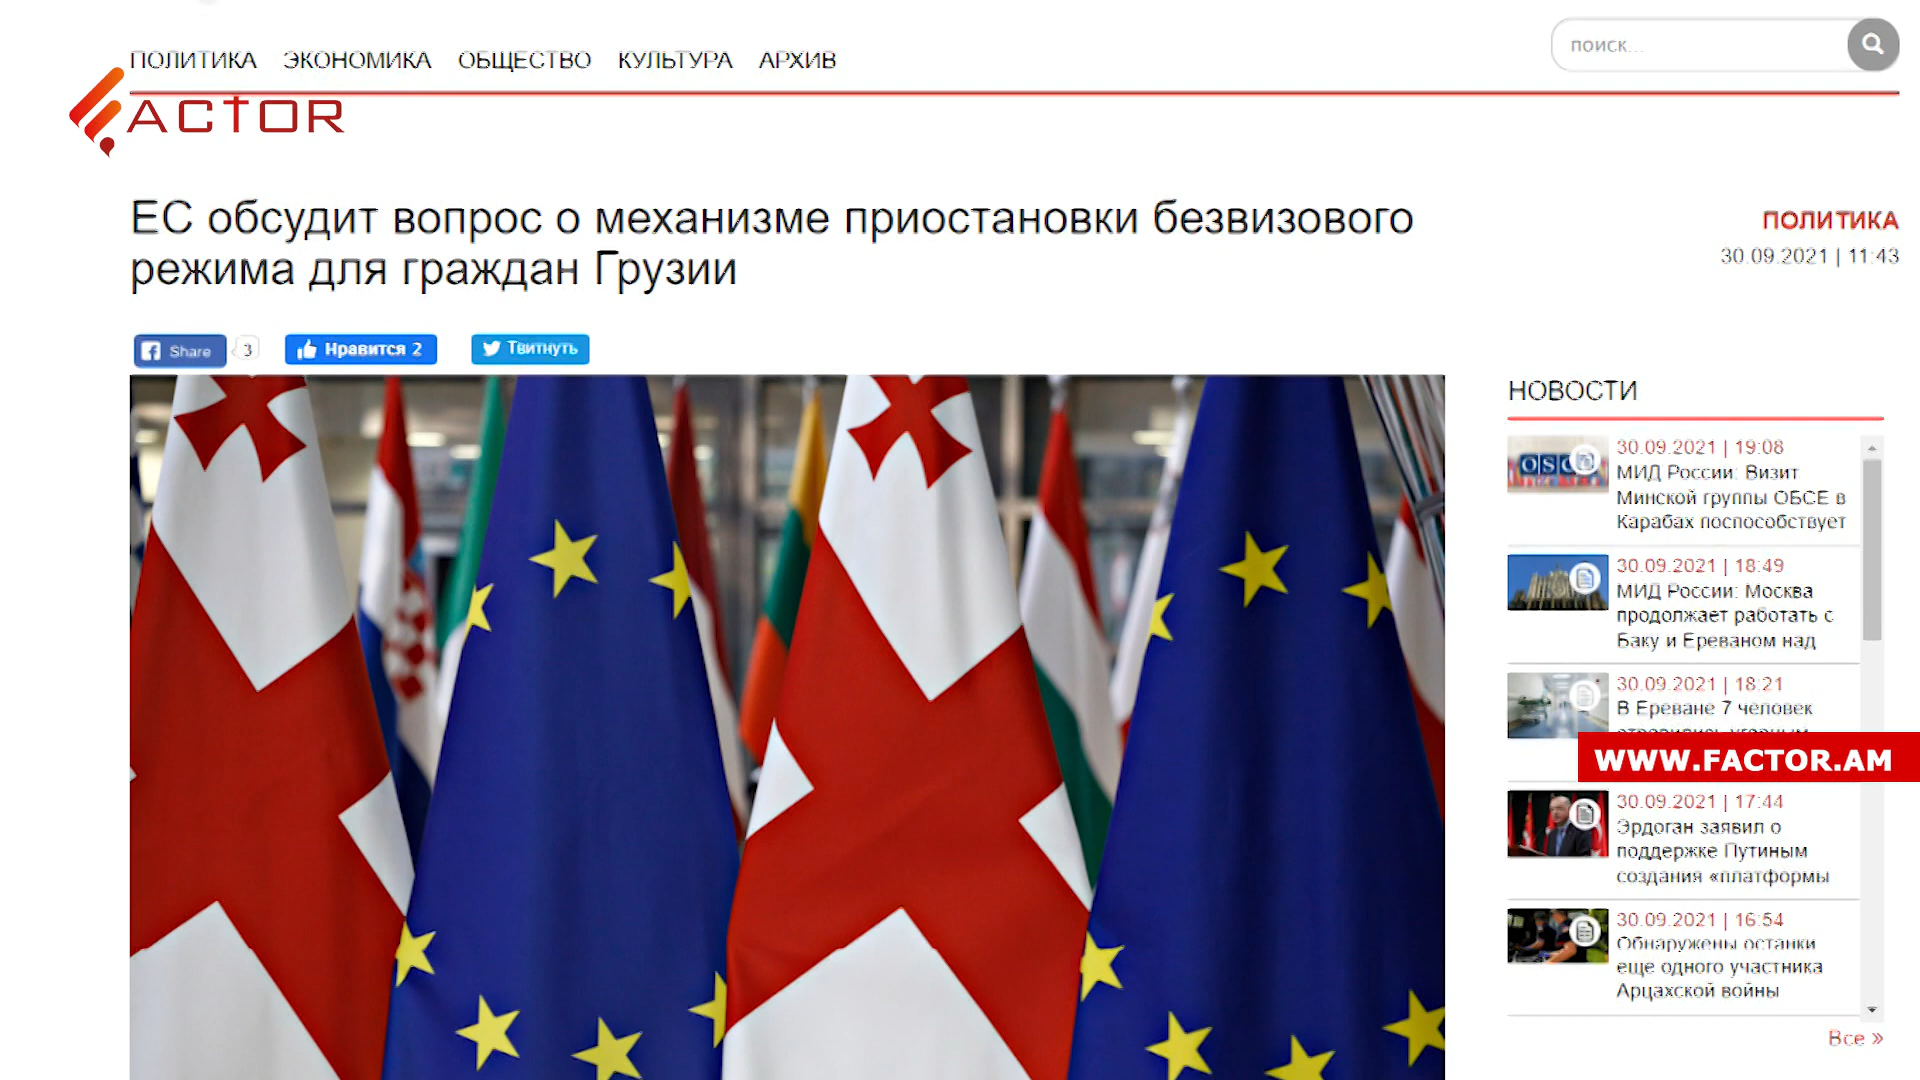 ПОЛИТИКА ЭКОНОМИКА ОБЩЕСТВО КУЛЬТУРА АРХИВ
поиск...
FACTOR
ЕС обсудит вопрос о механизме приостановки безвизового
режима для граждан Грузии
ПОЛИТИКА
30.09.2021 | 11:43
Share 3 Нравится 2 Твитнуть
НОВОСТИ
OSC
30.09.2021 | 19:08
МИД России: Визит
Минской группы ОБСЕ в
Карабах поспособствует
30.09.2021 | 18:49
МИД России: Москва
продолжает работать с
Баку и Ереваном над
30.09.2021 | 18:21
В Ереване 7 человек
WWW.FACTOR.AM
30.09.2021 | 17:44
Эрдоган заявил о
поддержке Путиным
создания «платформы
30.09.2021 | 16:54
Обнаружены останки
еще одного участника
Арцахской войны
Все »